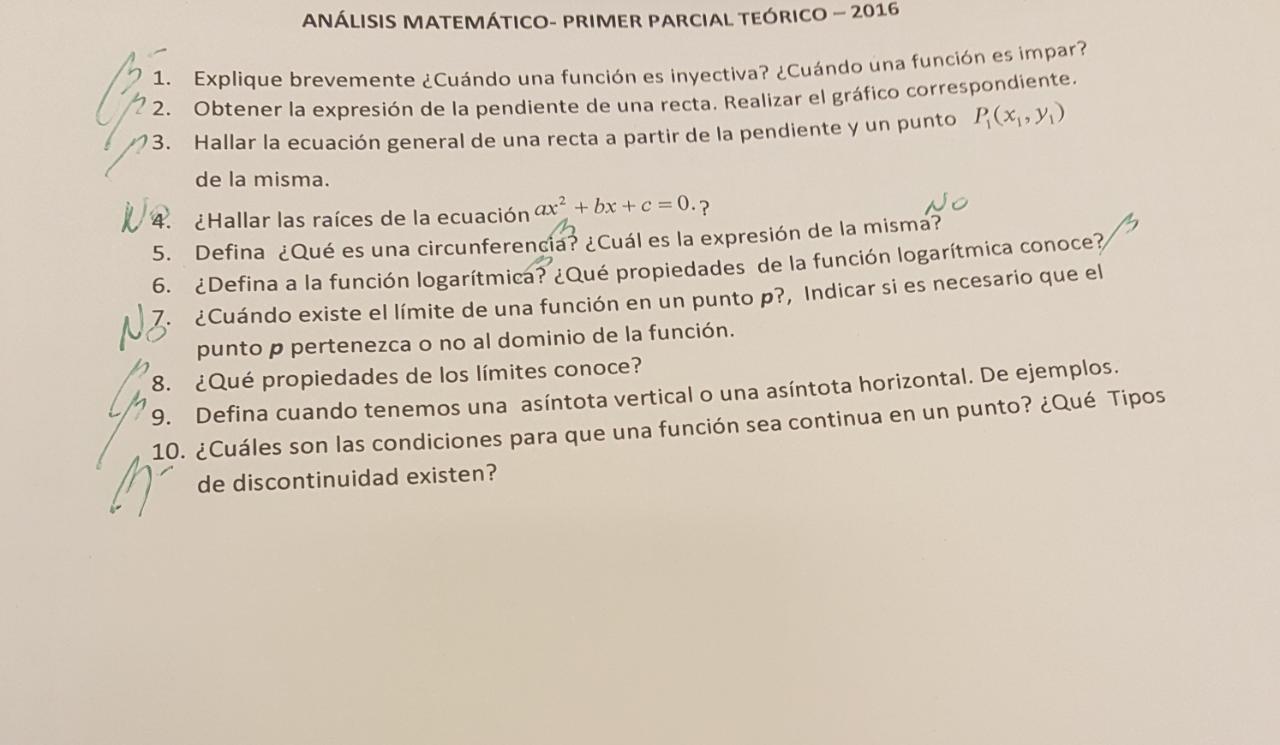 ANÁLISIS MATEMÁTICO- PRIMER PARCIAL TEÓRICO – 2016
1. Explique brevemente ¿Cuándo una función es inyectiva? ¿Cuándo una función es impar?
2. Obtener la expresión de la pendiente de una recta. Realizar el gráfico correspondiente.
3. Hallar la ecuación general de una recta a partir de la pendiente y un punto P₁(x₁, y₁)
de la misma.
No 4. ¿Hallar las raíces de la ecuación ax² + bx + c = 0.?
No
5. Defina ¿Qué es una circunferencia? ¿Cuál es la expresión de la misma?
6. ¿Defina a la función logarítmica? ¿Qué propiedades de la función logarítmica conoce?
No 7. ¿Cuándo existe el límite de una función en un punto p?, Indicar si es necesario que el
punto p pertenezca o no al dominio de la función.
8. ¿Qué propiedades de los límites conoce?
9. Defina cuando tenemos una asíntota vertical o una asíntota horizontal. De ejemplos.
10. ¿Cuáles son las condiciones para que una función sea continua en un punto? ¿Qué Tipos
de discontinuidad existen?